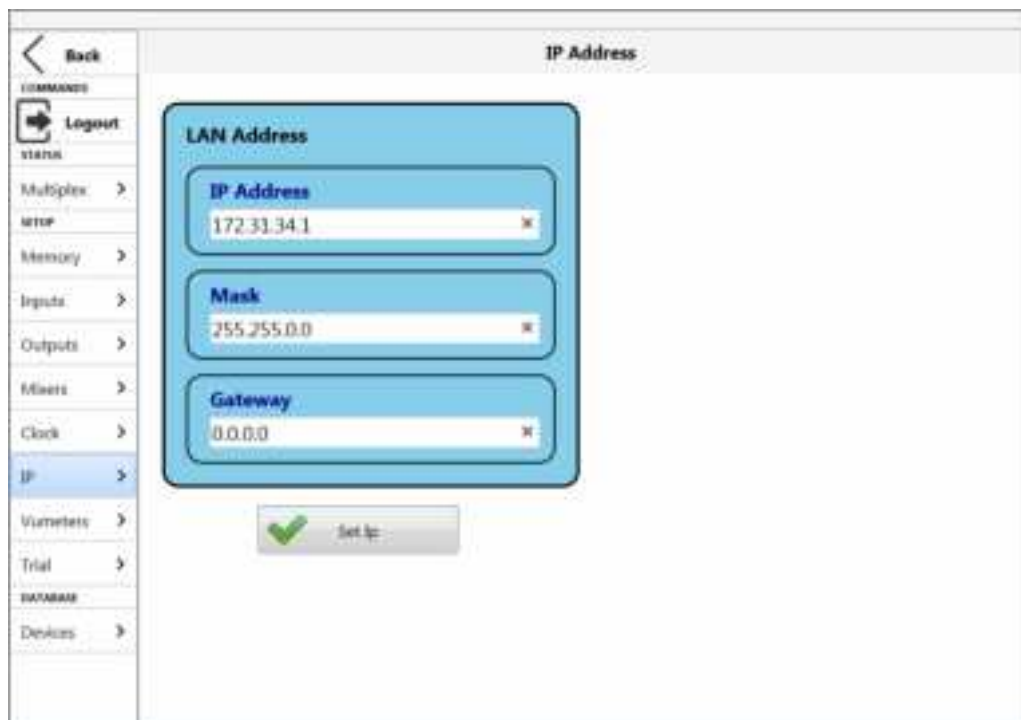 Back
IP Address
COMMANDS
Logout
STATUS
Multiplex
SETUP
Memory
Inputs
Outputs
Mixers
Clock
IP
Vumeters
Trial
DATABASE
Devices
LAN Address
IP Address
172.31.34.1
Mask
255.255.0.0
Gateway
0.0.0.0
Set Ip